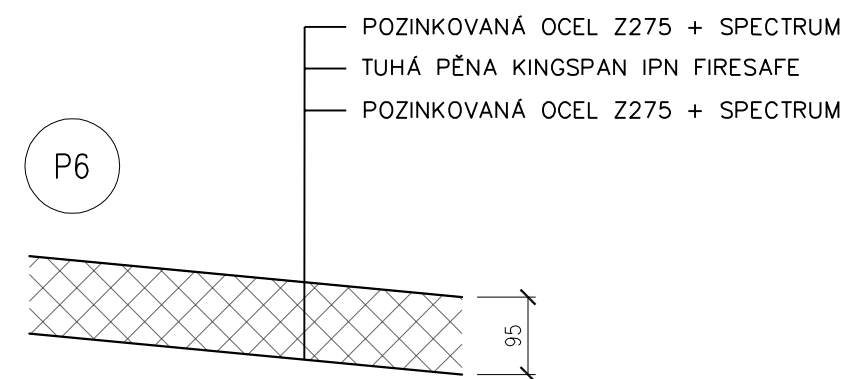 POZINKOVANÁ OCEL Z275 + SPECTRUM
TUHÁ PĚNA KINGSPAN IPN FIRESAFE
POZINKOVANÁ OCEL Z275 + SPECTRUM
P6
95